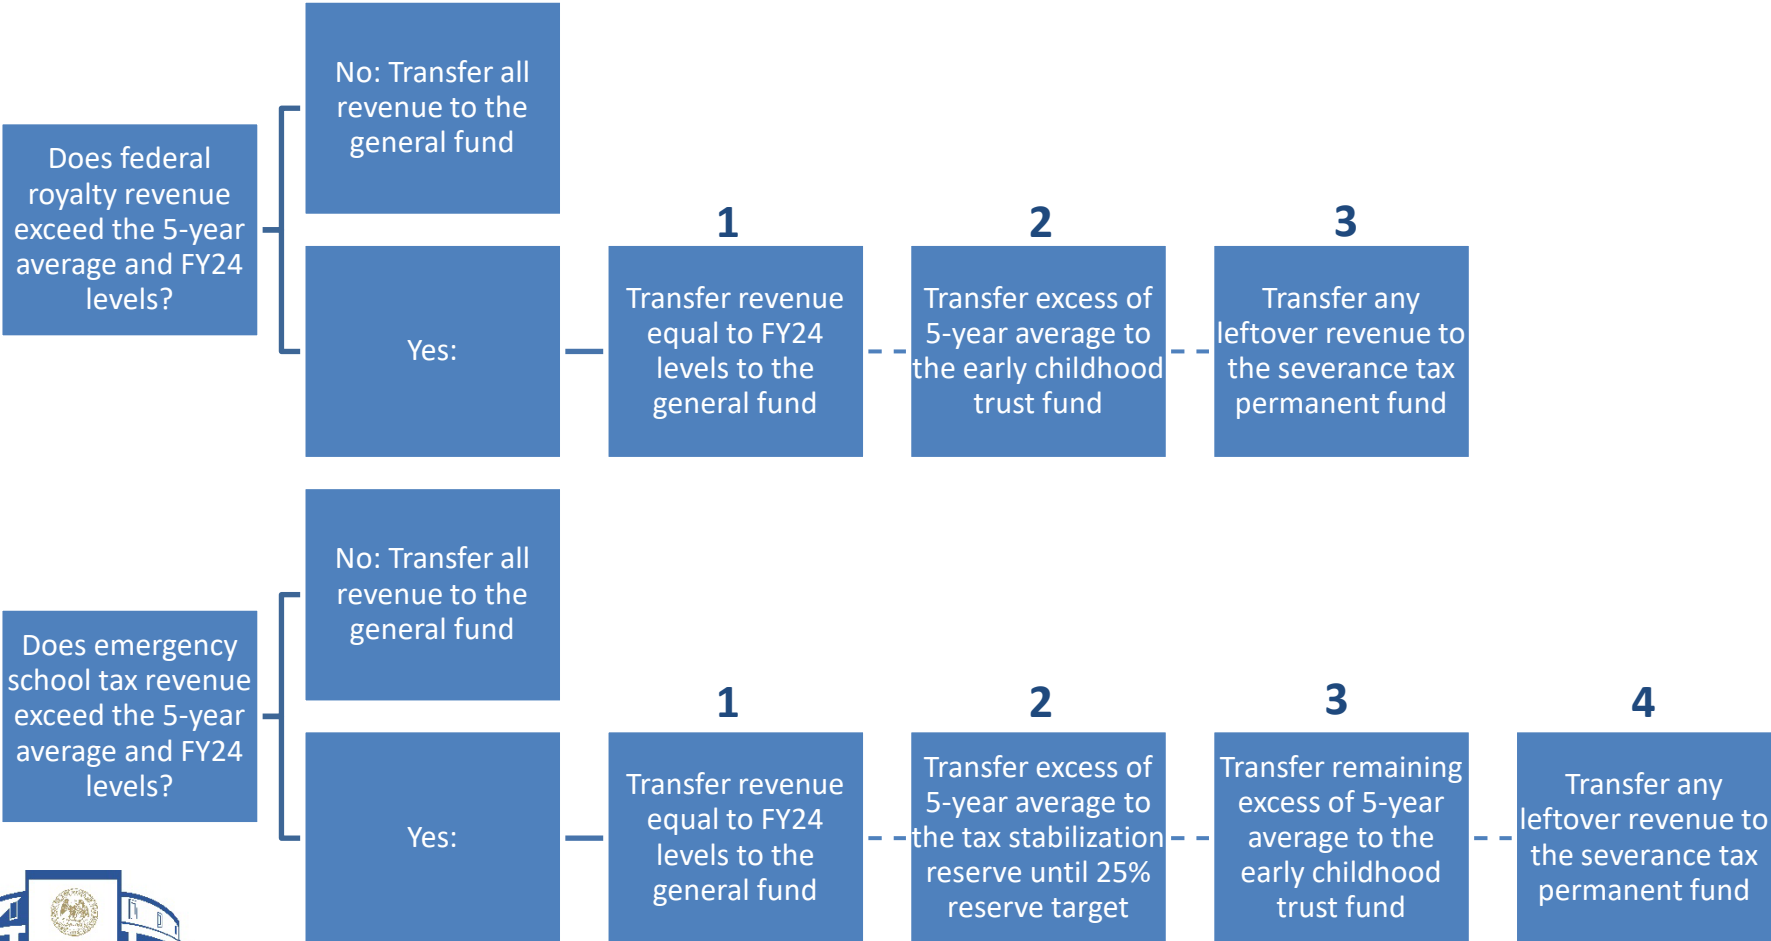 No: Transfer all
revenue to the
general fund
Does federal
royalty revenue
exceed the 5-year
average and FY24
levels?
Yes:
1
Transfer revenue
equal to FY24
levels to the
general fund
2
Transfer excess of
5-year average to
the early childhood
trust fund
3
Transfer any
leftover revenue to
the severance tax
permanent fund
No: Transfer all
revenue to the
general fund
Does emergency
school tax revenue
exceed the 5-year
average and FY24
levels?
Yes:
1
Transfer revenue
equal to FY24
levels to the
general fund
2
Transfer excess of
5-year average to
the tax stabilization
reserve until 25%
reserve target
3
Transfer remaining
excess of 5-year
average to the
early childhood
trust fund
4
Transfer any
leftover revenue to
the severance tax
permanent fund